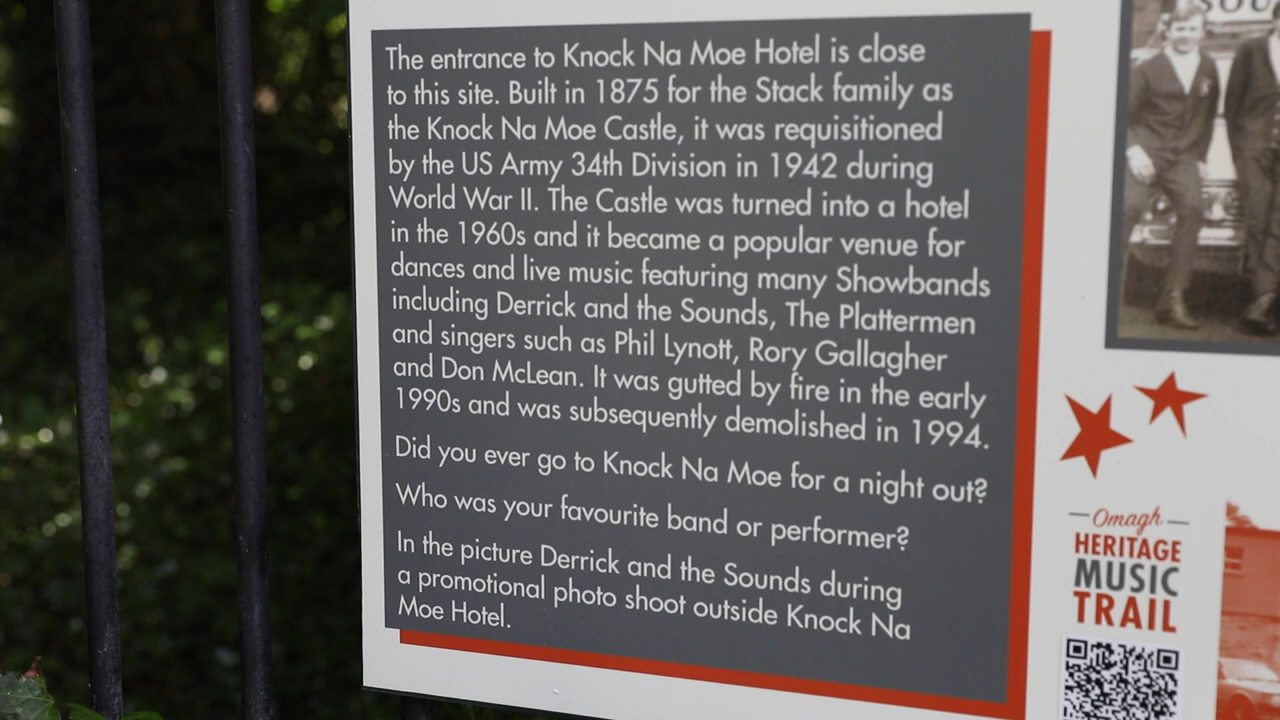 The entrance to Knock Na Moe Hotel is close
to this site. Built in 1875 for the Stack family as
the Knock Na Moe Castle, it was requisitioned
by the US Army 34th Division in 1942 during
World War II. The Castle was turned into a hotel
in the 1960s and it became a popular venue for
dances and live music featuring many Showbands
including Derrick and the Sounds, The Plattermen
and singers such as Phil Lynott, Rory Gallagher
and Don McLean. It was gutted by fire in the early
1990s and was subsequently demolished in 1994.
Did you ever go to Knock Na Moe for a night out?
Who was your favourite band or performer?
In the picture Derrick and the Sounds during
a promotional photo shoot outside Knock Na
Moe Hotel.
Omagh
HERITAGE
MUSIC
TRAIL